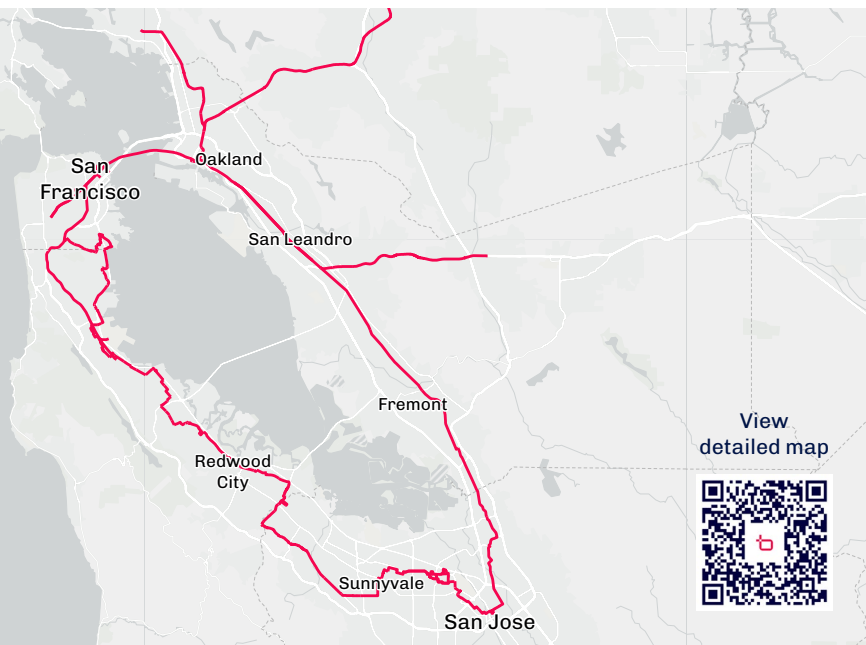 San
Francisco
Oakland
San Leandro
Fremont
Redwood
City
Sunnyvale
San Jose
View
detailed map